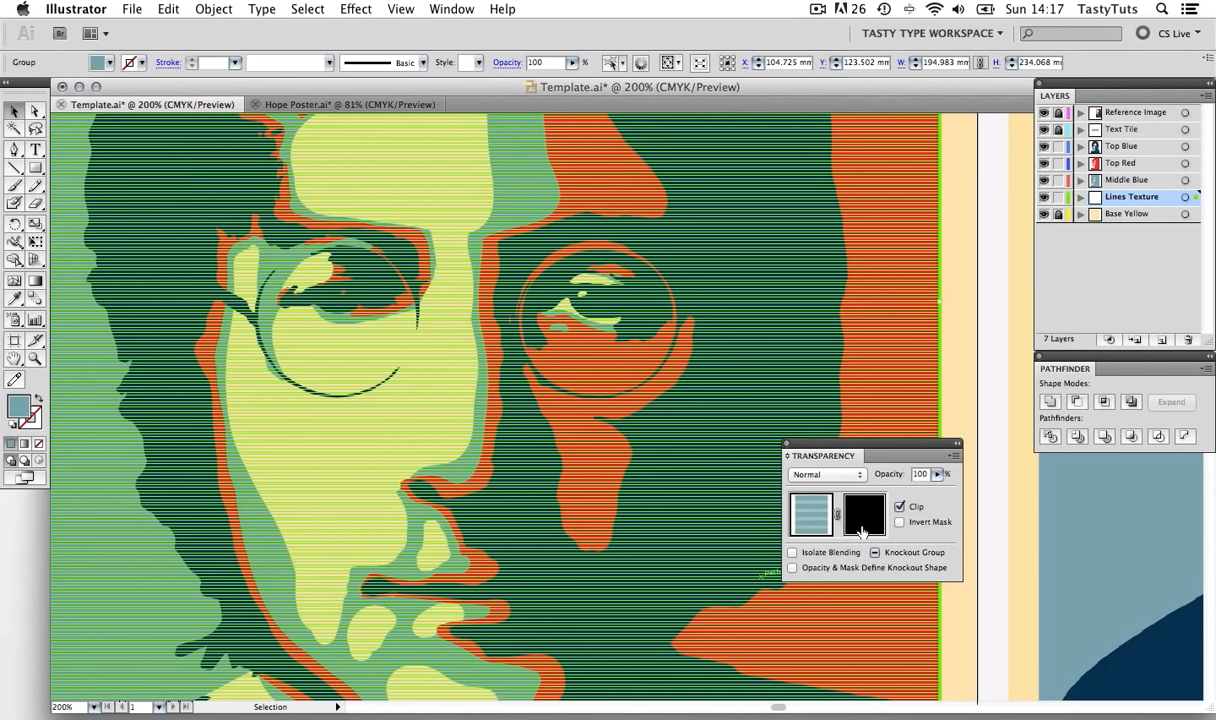 Illustrator File Edit Object Type Select Effect View Window Help 26 Sun 14:17 TastyTuts
Ai Br TASTY TYPE WORKSPACE CS Live
Group Stroke: Basic Style: Opacity: 100 % X: 104.725 mm Y: 123.502 mm W: 194.983 mm H: 234.068 mm
Template.ai* @ 200% (CMYK/Preview)
Template.ai* @ 200% (CMYK/Preview) Hope Poster.ai* @ 81% (CMYK/Preview)
LAYERS
Reference Image
Text Tile
Top Blue
Top Red
Middle Blue
Lines Texture
Base Yellow
7 Layers
PATHFINDER
Shape Modes:
Expand
Pathfinders:
TRANSPARENCY
Normal Opacity: 100 %
Clip
Invert Mask
Isolate Blending Knockout Group
Opacity & Mask Define Knockout Shape
path
200% 1 Selection